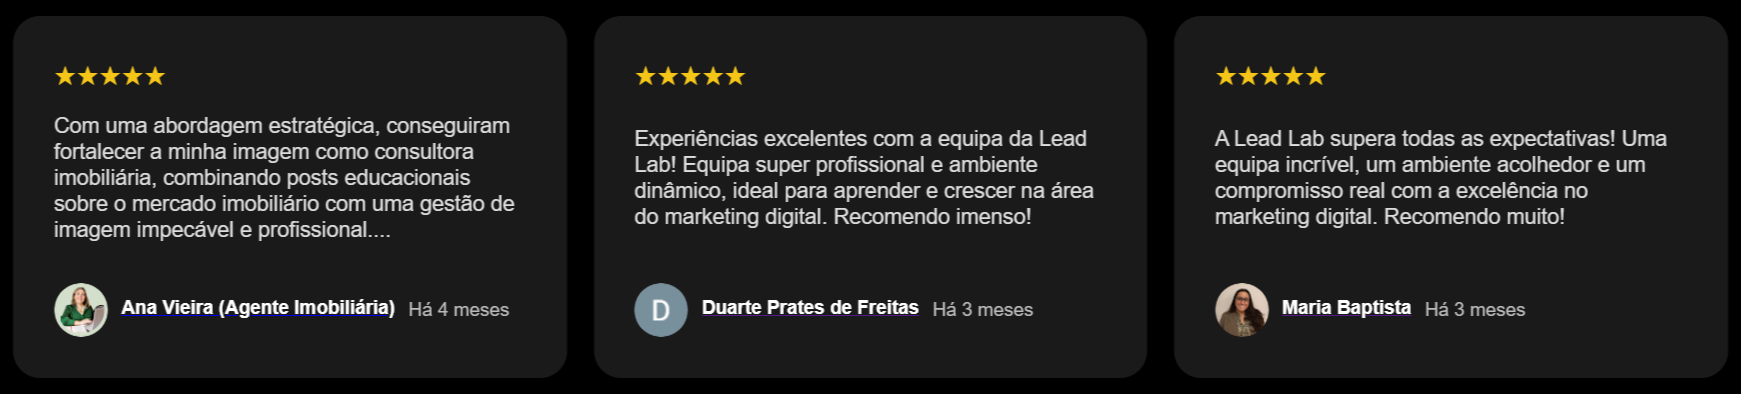 ★★★★★
Com uma abordagem estratégica, conseguiram
fortalecer a minha imagem como consultora
imobiliária, combinando posts educacionais
sobre o mercado imobiliário com uma gestão de
imagem impecável e profissional....
Ana Vieira (Agente Imobiliária) Há 4 meses
★★★★★
Experiências excelentes com a equipa da Lead
Lab! Equipa super profissional e ambiente
dinâmico, ideal para aprender e crescer na área
do marketing digital. Recomendo imenso!
D Duarte Prates de Freitas Há 3 meses
★★★★★
A Lead Lab supera todas as expectativas! Uma
equipa incrível, um ambiente acolhedor e um
compromisso real com a excelência no
marketing digital. Recomendo muito!
Maria Baptista Há 3 meses